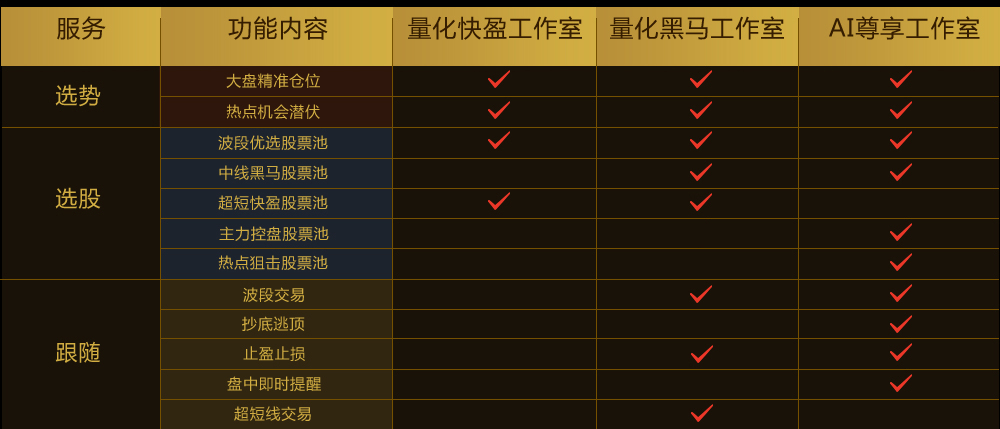 服务 功能内容 量化快盈工作室 量化黑马工作室 AI尊享工作室
选势
大盘精准仓位
热点机会潜伏
选股
波段优选股票池
中线黑马股票池
超短快盈股票池
主力控盘股票池
热点狙击股票池
跟随
波段交易
抄底逃顶
止盈止损
盘中即时提醒
超短线交易